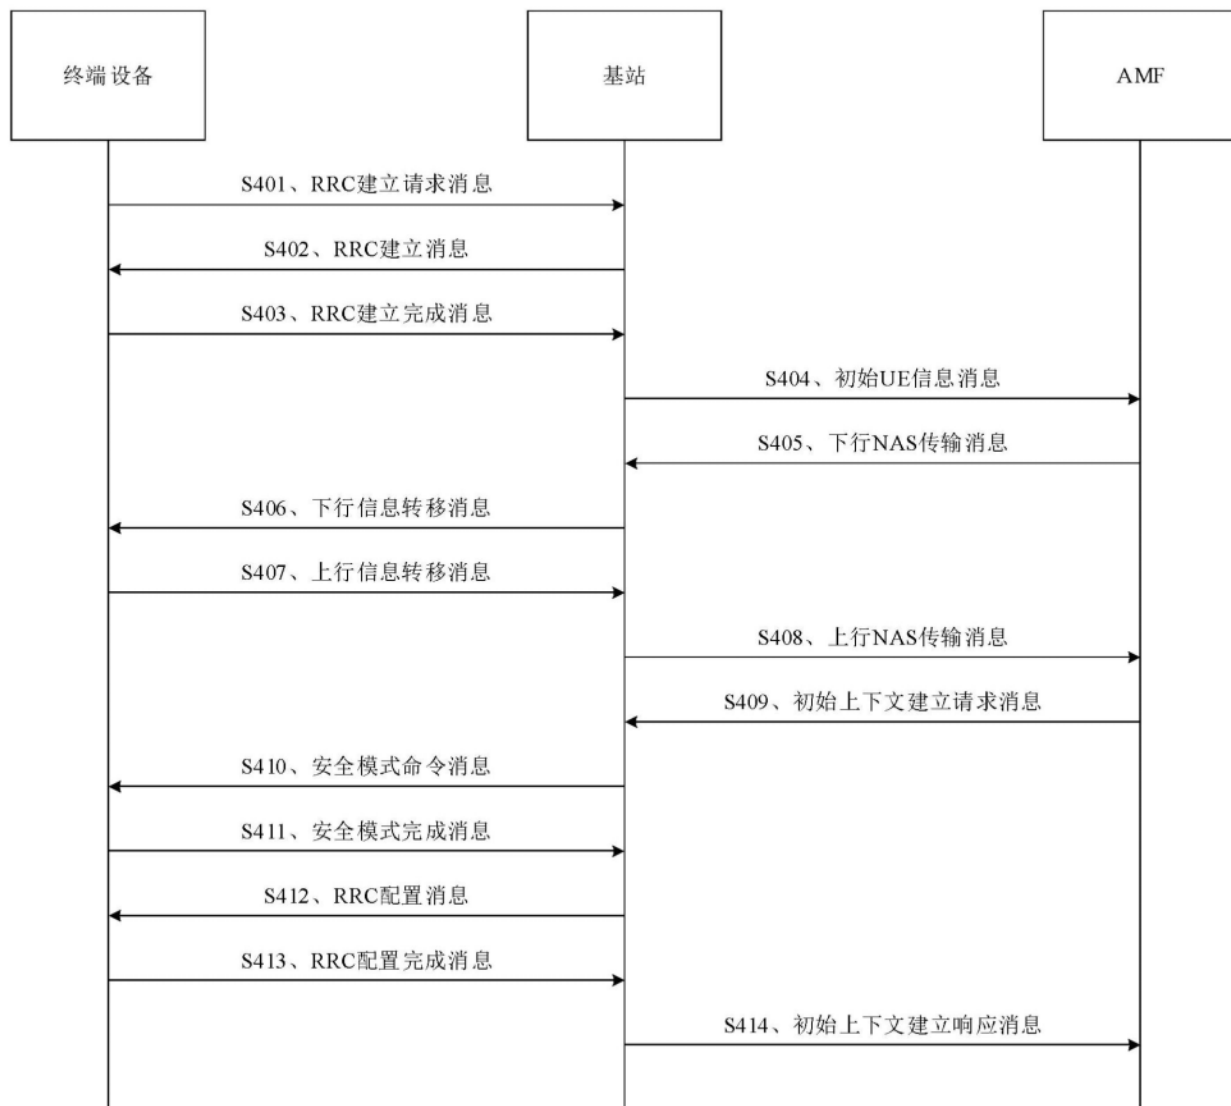 终端设备
基站
AMF
S401、RRC建立请求消息
S402、RRC建立消息
S403、RRC建立完成消息
S404、初始UE信息消息
S405、下行NAS传输消息
S406、下行信息转移消息
S407、上行信息转移消息
S408、上行NAS传输消息
S409、初始上下文建立请求消息
S410、安全模式命令消息
S411、安全模式完成消息
S412、RRC配置消息
S413、RRC配置完成消息
S414、初始上下文建立响应消息